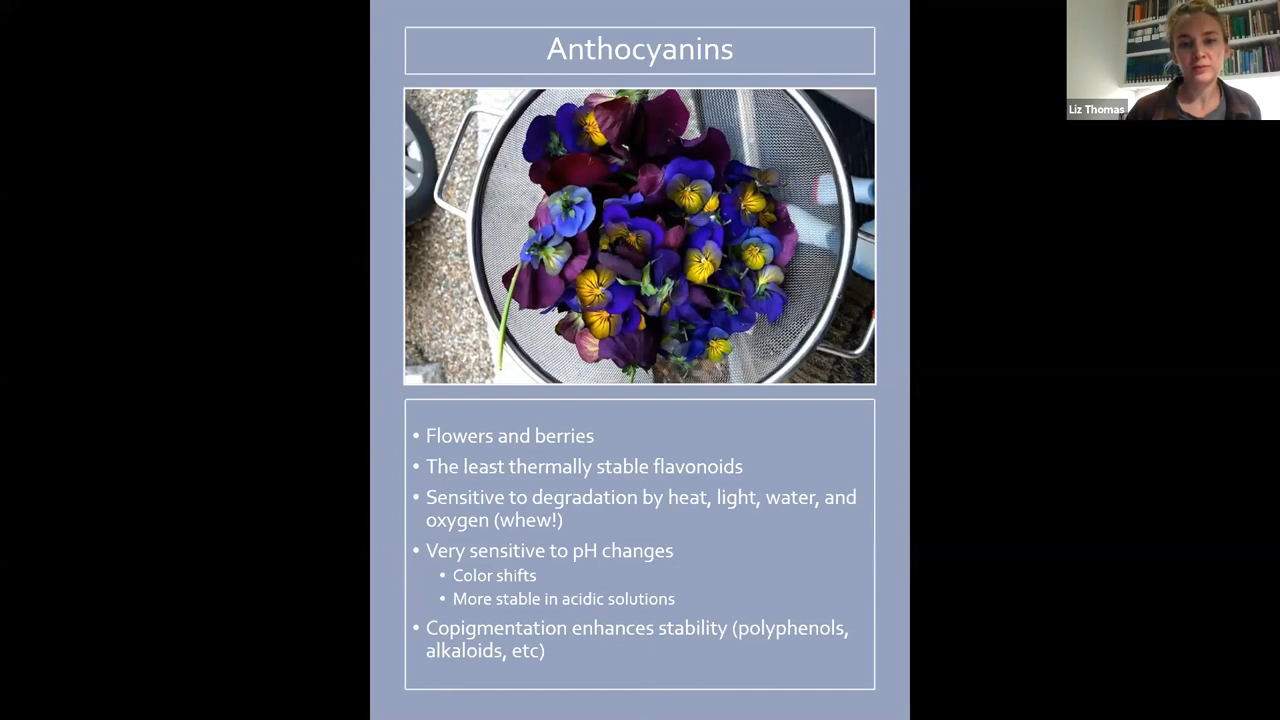 Anthocyanins
Liz Thomas
• Flowers and berries
• The least thermally stable flavonoids
• Sensitive to degradation by heat, light, water, and
oxygen (whew!)
• Very sensitive to pH changes
• Color shifts
• More stable in acidic solutions
• Copigmentation enhances stability (polyphenols,
alkaloids, etc)